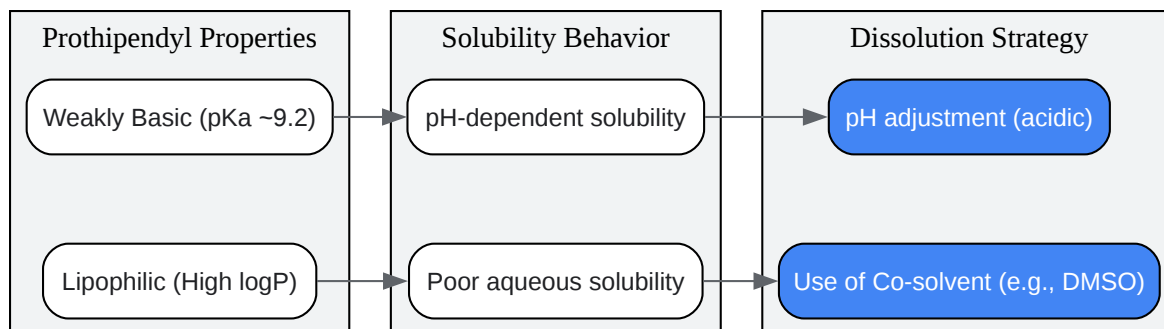 Prothipendyl Properties
Solubility Behavior
Dissolution Strategy
Weakly Basic (pKa ~9.2)
pH-dependent solubility
pH adjustment (acidic)
Lipophilic (High logP)
Poor aqueous solubility
Use of Co-solvent (e.g., DMSO)